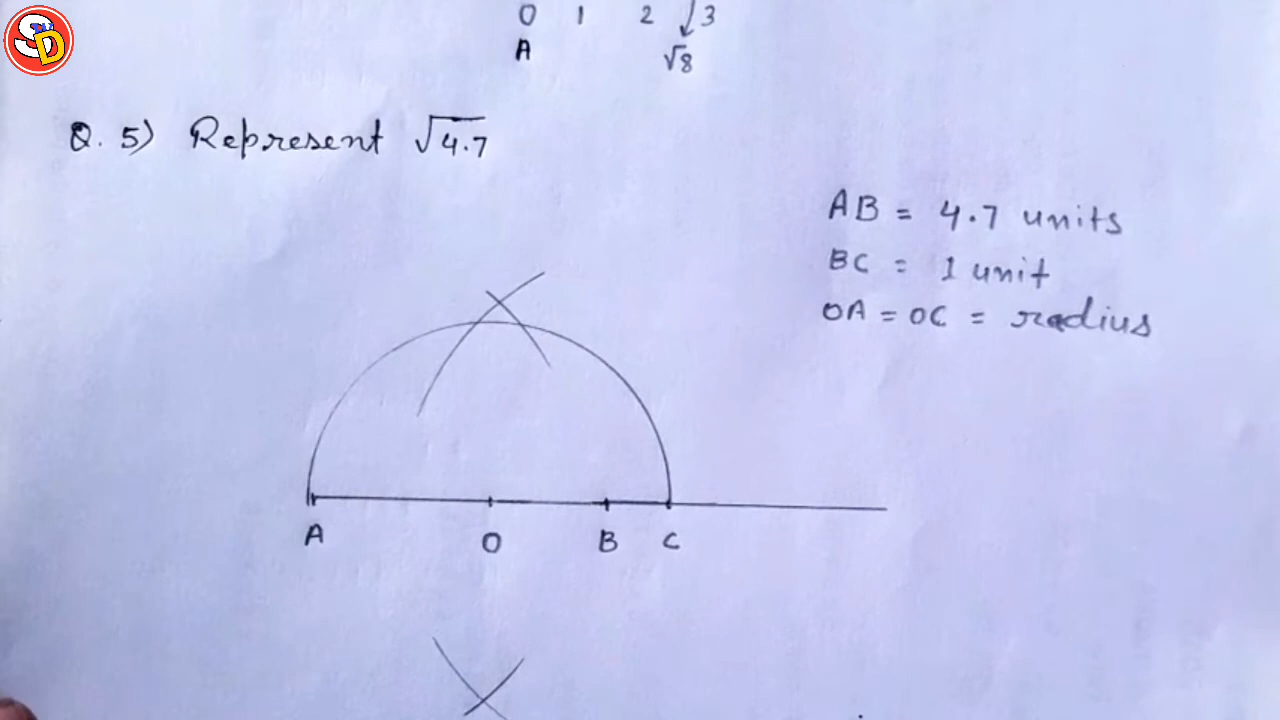 0 1 2 3
A √8
Q. 5) Represent √4.7
AB = 4.7 units
BC = 1 unit
OA = OC = radius
A O B C
SD